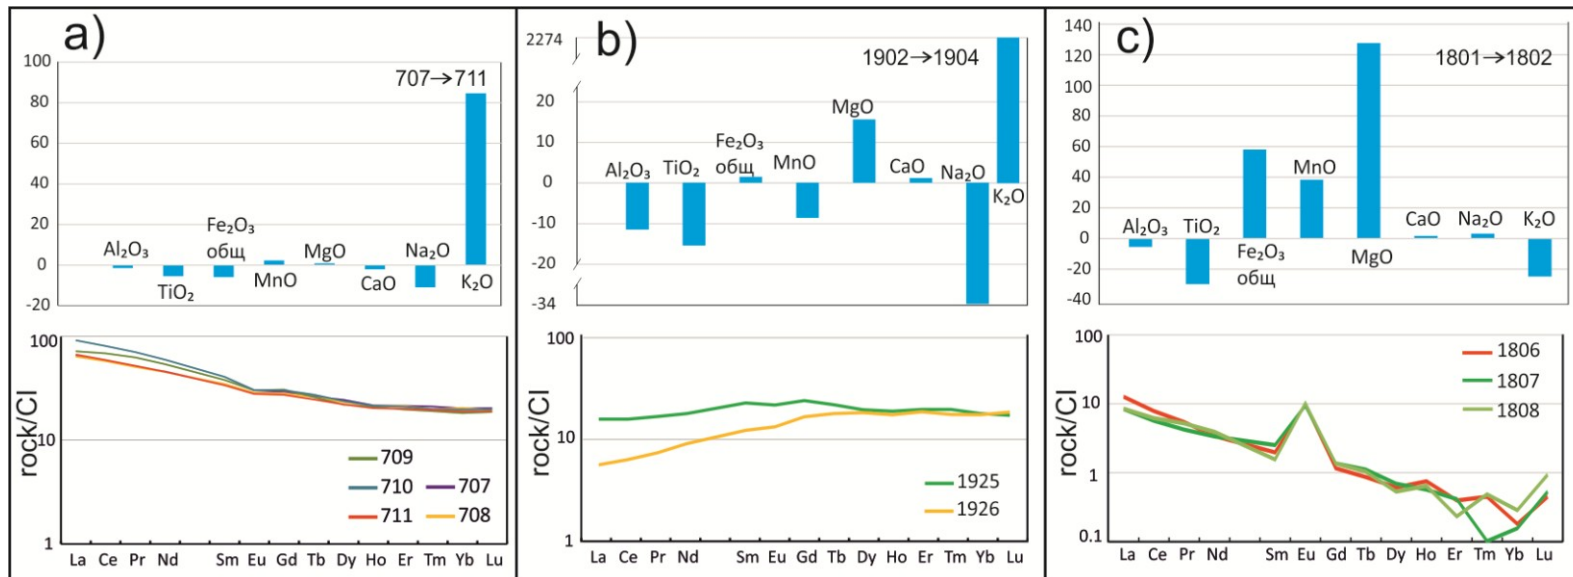 a)
707→711
100
80
60
40
20
0
-20
Al₂O₃
TiO₂
Fe₂O₃
общ
MnO
MgO
CaO
Na₂O
K₂O
rock/CI
100
10
1
709
710
707
711
708
La Ce Pr Nd Sm Eu Gd Tb Dy Ho Er Tm Yb Lu
b)
1902→1904
2274
20
10
0
-10
-20
-34
Al₂O₃
TiO₂
Fe₂O₃
общ
MnO
MgO
CaO
Na₂O
K₂O
rock/CI
100
10
1
1925
1926
La Ce Pr Nd Sm Eu Gd Tb Dy Ho Er Tm Yb Lu
c)
1801→1802
140
120
100
80
60
40
20
0
-20
-40
Al₂O₃
TiO₂
Fe₂O₃
общ
MnO
MgO
CaO
Na₂O
K₂O
rock/CI
100
10
1
0.1
1806
1807
1808
La Ce Pr Nd Sm Eu Gd Tb Dy Ho Er Tm Yb Lu